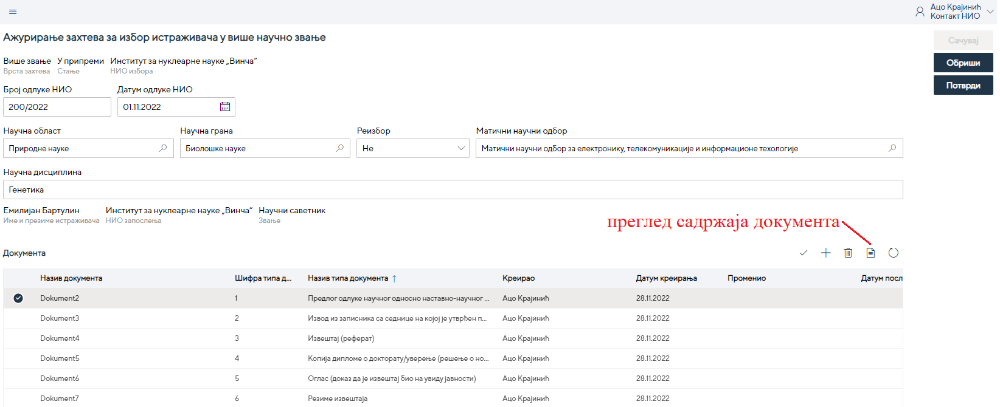 Ацо Крајинић
Контакт НИО
Ажурирање захтева за избор истраживача у више научно звање
Сачувај
Обриши
Потврди
Више звање У припреми Институт за нуклеарне науке „Винча“
Врста захтева Стање НИО избора
Број одлуке НИО Датум одлуке НИО
200/2022 01.11.2022
Научна област Научна грана Реизбор Матични научни одбор
Природне науке Биолошке науке Не Матични научни одбор за електронику, телекомуникације и информационе техологије
Научна дисциплина
Генетика
Емилијан Бартулин Институт за нуклеарне науке „Винча“ Научни саветник
Име и презиме истраживача НИО запослења Звање
преглед садржаја документа
Документа
Назив документа Шифра типа д... Назив типа документа ↑ Креирао Датум креирања Променио Датум посл
Dokument2 1 Предлог одлуке научног односно наставно-научног ... Ацо Крајинић 28.11.2022
Dokument3 2 Извод из записника са седнице на којој је утврђен п... Ацо Крајинић 28.11.2022
Dokument4 3 Извештај (реферат) Ацо Крајинић 28.11.2022
Dokument5 4 Копија дипломе о докторату/уверење (решење о но... Ацо Крајинић 28.11.2022
Dokument6 5 Оглас (доказ да је извештај био на увиду јавности) Ацо Крајинић 28.11.2022
Dokument7 6 Резиме извештаја Ацо Крајинић 28.11.2022